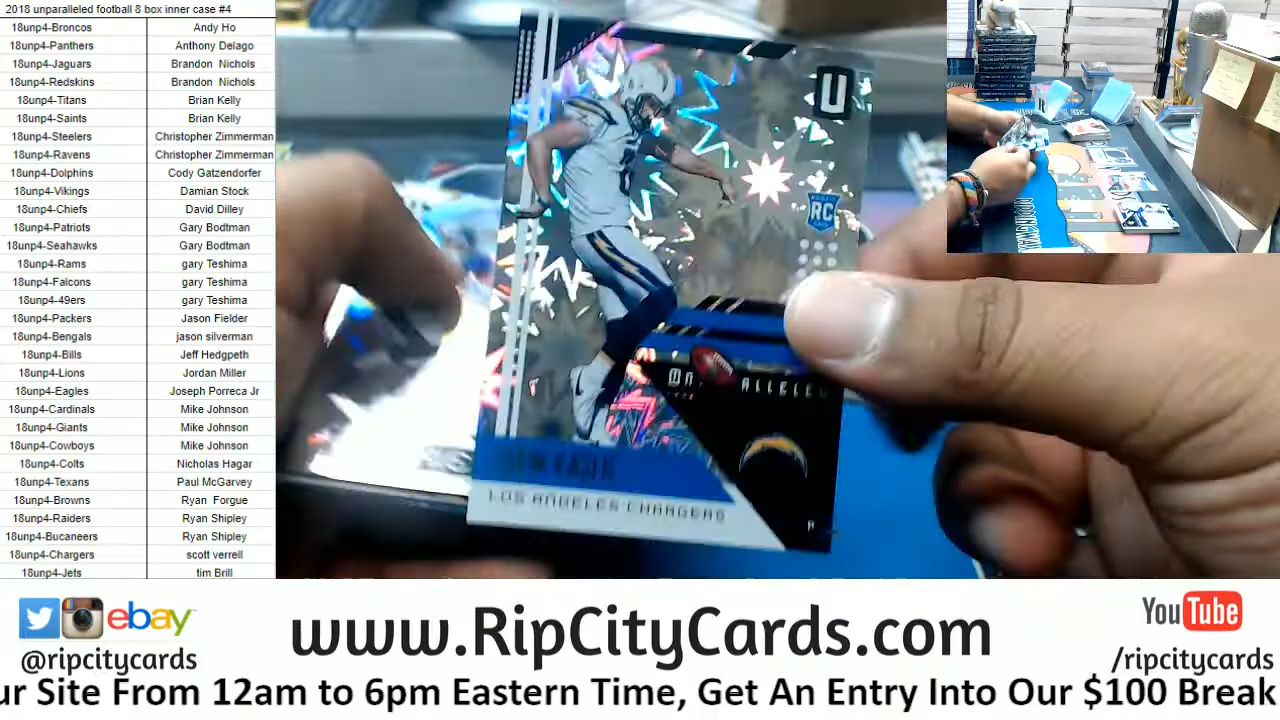 2018 unparalleled football 8 box inner case #4
18unp4-Broncos Andy Ho
18unp4-Panthers Anthony Delago
18unp4-Jaguars Brandon Nichols
18unp4-Redskins Brandon Nichols
18unp4-Titans Brian Kelly
18unp4-Saints Brian Kelly
18unp4-Steelers Christopher Zimmerman
18unp4-Ravens Christopher Zimmerman
18unp4-Dolphins Cody Gatzendorfer
18unp4-Vikings Damian Stock
18unp4-Chiefs David Dilley
18unp4-Patriots Gary Bodtman
18unp4-Seahawks Gary Bodtman
18unp4-Rams gary Teshima
18unp4-Falcons gary Teshima
18unp4-49ers gary Teshima
18unp4-Packers Jason Fielder
18unp4-Bengals jason silverman
18unp4-Bills Jeff Hedgpeth
18unp4-Lions Jordan Miller
18unp4-Eagles Joseph Porreca Jr
18unp4-Cardinals Mike Johnson
18unp4-Giants Mike Johnson
18unp4-Cowboys Mike Johnson
18unp4-Colts Nicholas Hagar
18unp4-Texans Paul McGarvey
18unp4-Browns Ryan Forgue
18unp4-Raiders Ryan Shipley
18unp4-Bucaneers Ryan Shipley
18unp4-Chargers scott verrell
18unp4-Jets tim Brill
U
RC
LOS ANGELES CHARGERS
P
ebay
@ripcitycards
www.RipCityCards.com
YouTube
/ripcitycards
ur Site From 12am to 6pm Eastern Time, Get An Entry Into Our $100 Break